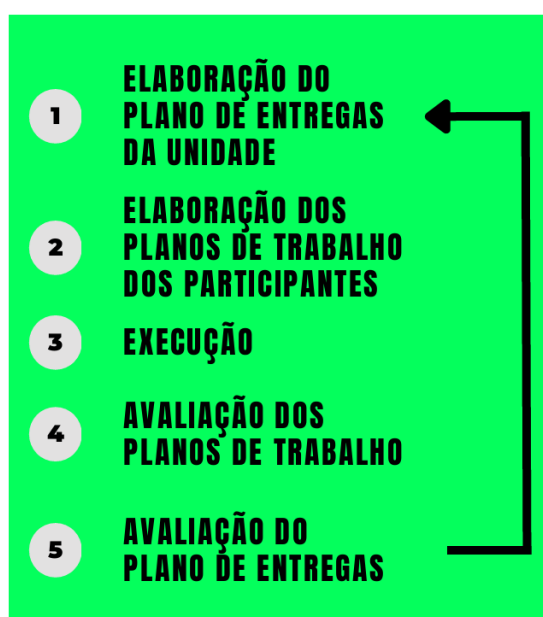 1
ELABORAÇÃO DO
PLANO DE ENTREGAS
DA UNIDADE
2
ELABORAÇÃO DOS
PLANOS DE TRABALHO
DOS PARTICIPANTES
3
EXECUÇÃO
4
AVALIAÇÃO DOS
PLANOS DE TRABALHO
5
AVALIAÇÃO DO
PLANO DE ENTREGAS